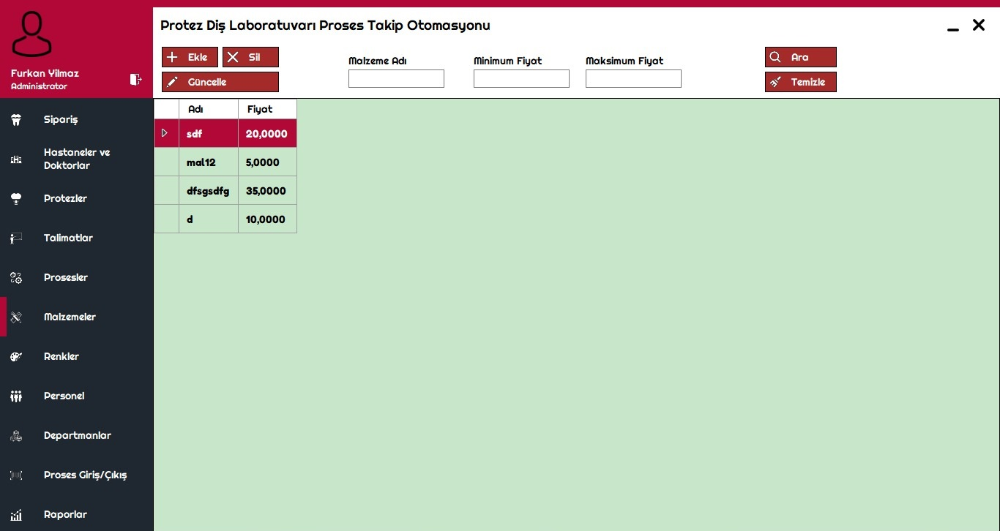 Protez Diş Laboratuvarı Proses Takip Otomasyonu
Furkan Yilmaz
Administrator
Ekle
Sil
Güncelle
Malzeme Adı
Minimum Fiyat
Maksimum Fiyat
Ara
Temizle
Sipariş
Hastaneler ve
Doktorlar
Protezler
Talimatlar
Prosesler
Malzemeler
Renkler
Personel
Departmanlar
Proses Giriş/Çıkış
Raporlar
Adı Fiyat
sdf 20,0000
mal12 5,0000
dfsgsdfg 35,0000
d 10,0000